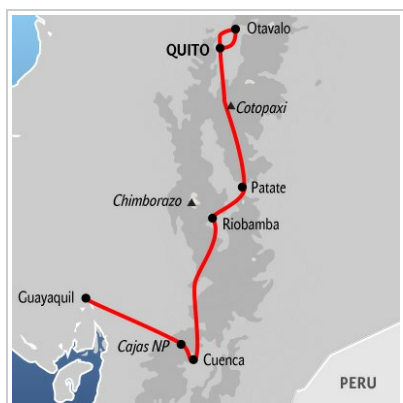 Otavalo
QUITO
Cotopaxi
Patate
Chimborazo
Riobamba
Guayaquil
Cajas NP
Cuenca
PERU